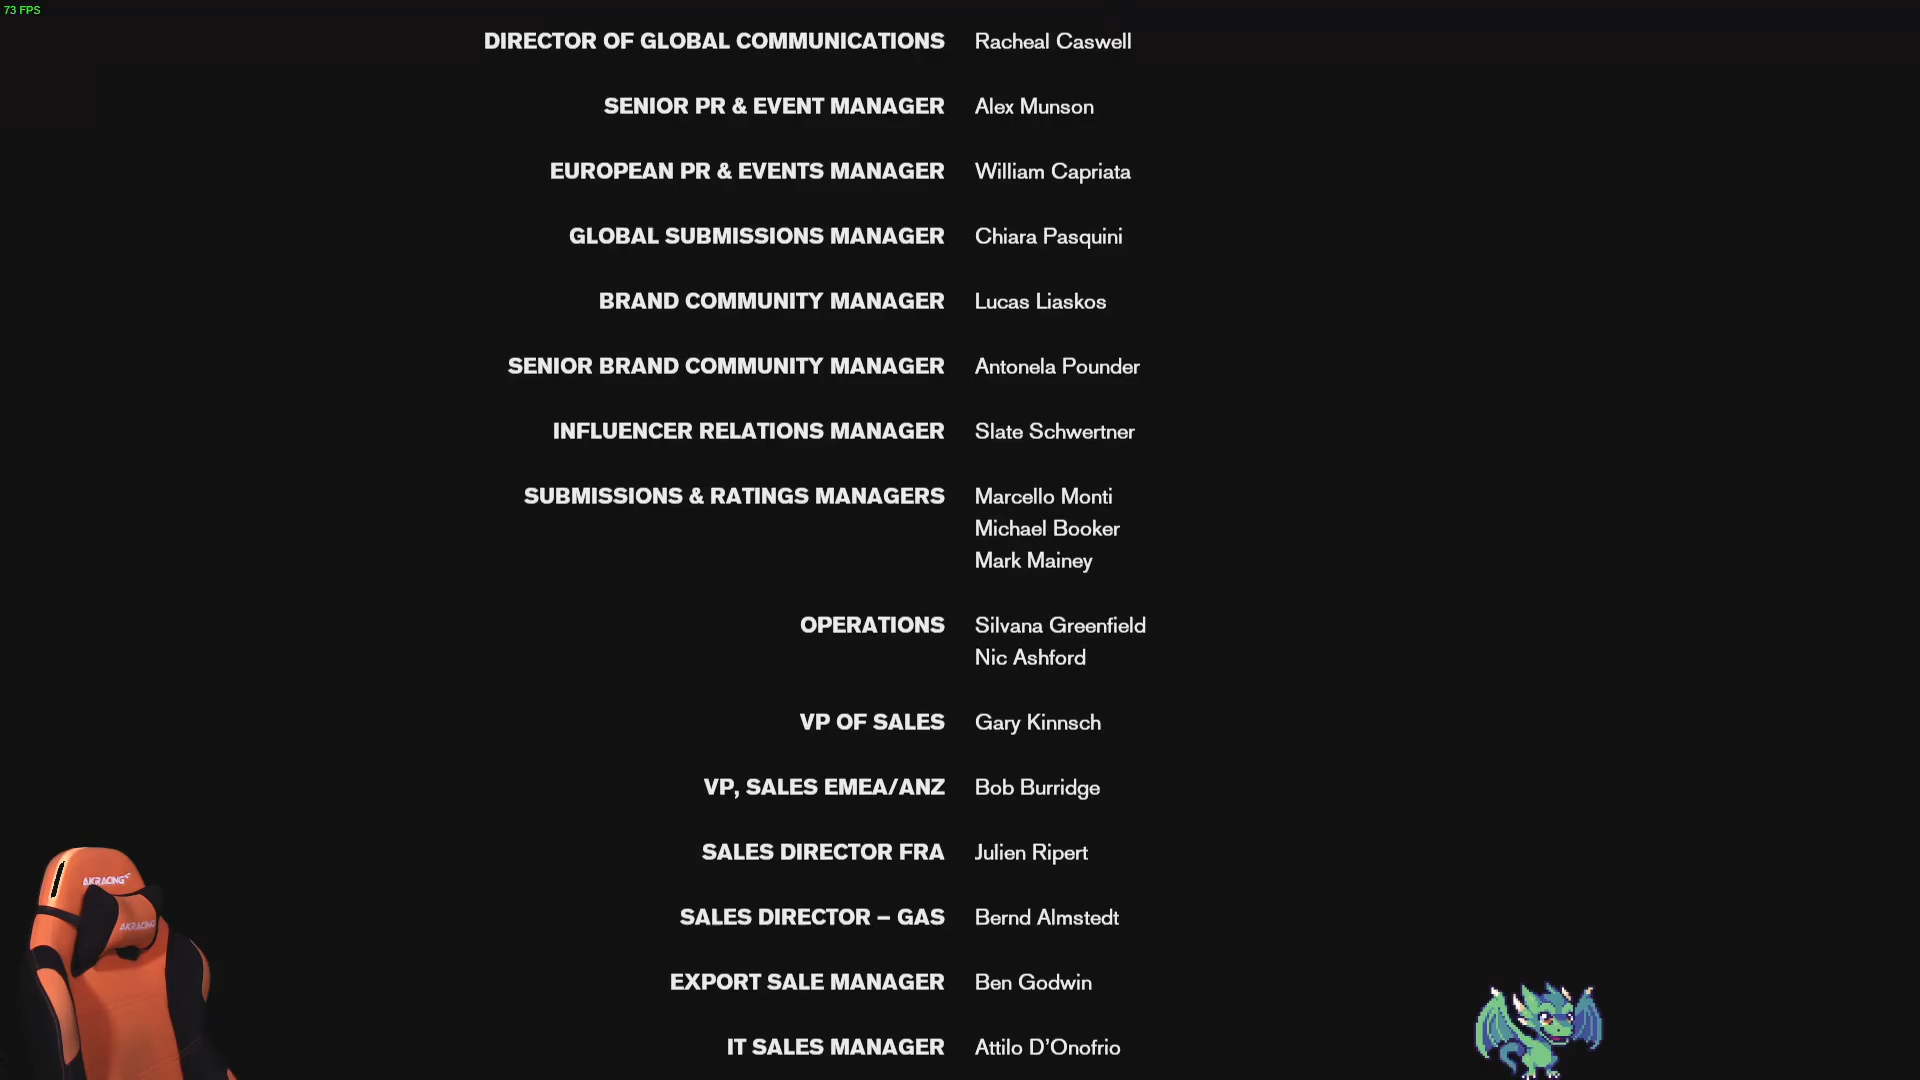 73 FPS
DIRECTOR OF GLOBAL COMMUNICATIONS Racheal Caswell
SENIOR PR & EVENT MANAGER Alex Munson
EUROPEAN PR & EVENTS MANAGER William Capriata
GLOBAL SUBMISSIONS MANAGER Chiara Pasquini
BRAND COMMUNITY MANAGER Lucas Liaskos
SENIOR BRAND COMMUNITY MANAGER Antonela Pounder
INFLUENCER RELATIONS MANAGER Slate Schwertner
SUBMISSIONS & RATINGS MANAGERS Marcello Monti
Michael Booker
Mark Mainey
OPERATIONS Silvana Greenfield
Nic Ashford
VP OF SALES Gary Kinnsch
VP, SALES EMEA/ANZ Bob Burridge
SALES DIRECTOR FRA Julien Ripert
SALES DIRECTOR – GAS Bernd Almstedt
EXPORT SALE MANAGER Ben Godwin
IT SALES MANAGER Attilo D’Onofrio
AKRACING
AKRACING